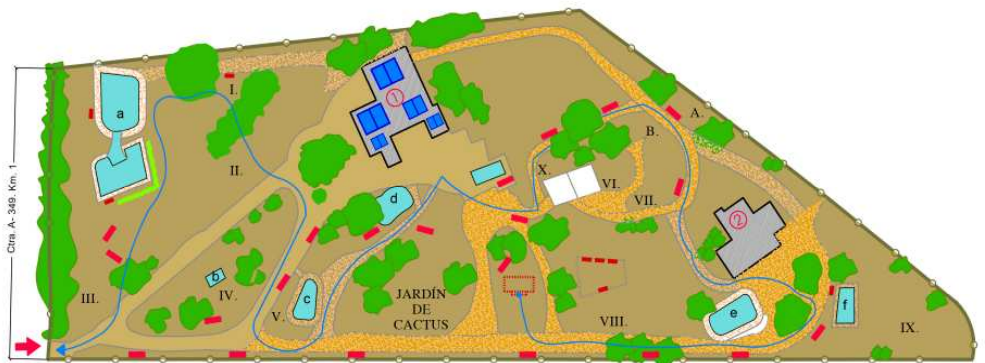 Ctra. A- 349. Km. 1
a
I.
1
A.
B.
II.
X.
VI.
d
VII.
2
b
III.
IV.
c
V.
JARDÍN
DE
CACTUS
VIII.
e
f
IX.